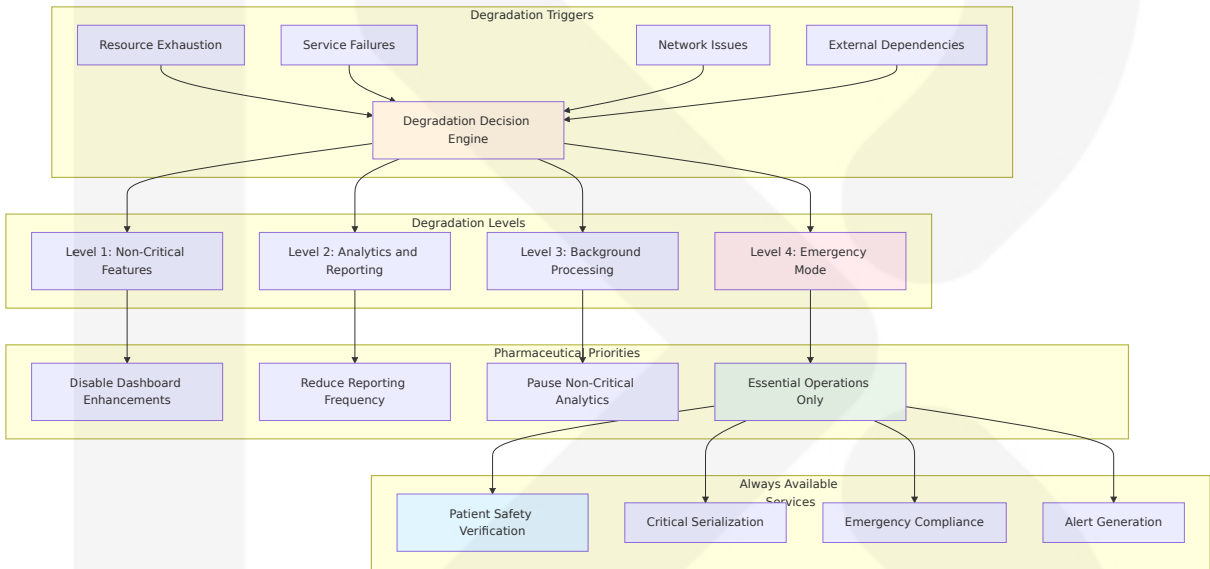 Degradation Triggers
Resource Exhaustion
Service Failures
Network Issues
External Dependencies
Degradation Decision
Engine
Degradation Levels
Level 1: Non-Critical
Features
Level 2: Analytics and
Reporting
Level 3: Background
Processing
Level 4: Emergency
Mode
Pharmaceutical Priorities
Disable Dashboard
Enhancements
Reduce Reporting
Frequency
Pause Non-Critical
Analytics
Essential Operations
Only
Always Available
Services
Patient Safety
Verification
Critical Serialization
Emergency Compliance
Alert Generation